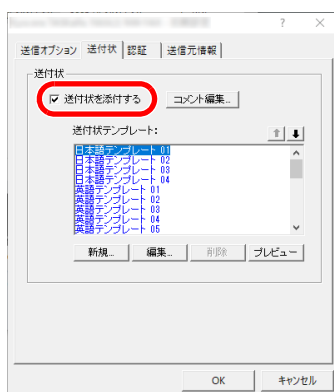 送信オプション 送付状 認証 送信元情報
送付状
送付状を添付する コメント編集...
送付状テンプレート:
日本語テンプレート 01
日本語テンプレート 02
日本語テンプレート 03
日本語テンプレート 04
英語テンプレート 01
英語テンプレート 02
英語テンプレート 03
英語テンプレート 04
英語テンプレート 05
新規... 編集... 削除 プレビュー
OK キャンセル